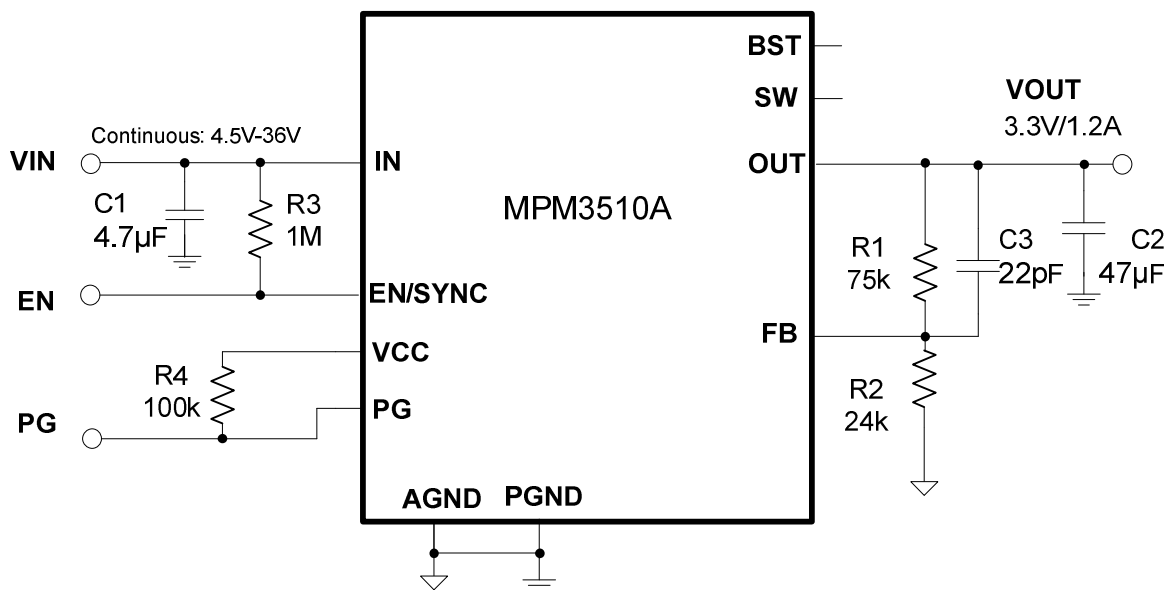 BST
SW
VOUT
3.3V/1.2A
Continuous: 4.5V-36V
VIN
IN
OUT
MPM3510A
C1
4.7µF
R3
1M
R1
75k
C3
22pF
C2
47µF
EN
EN/SYNC
FB
VCC
R4
100k
R2
24k
PG
PG
AGND
PGND